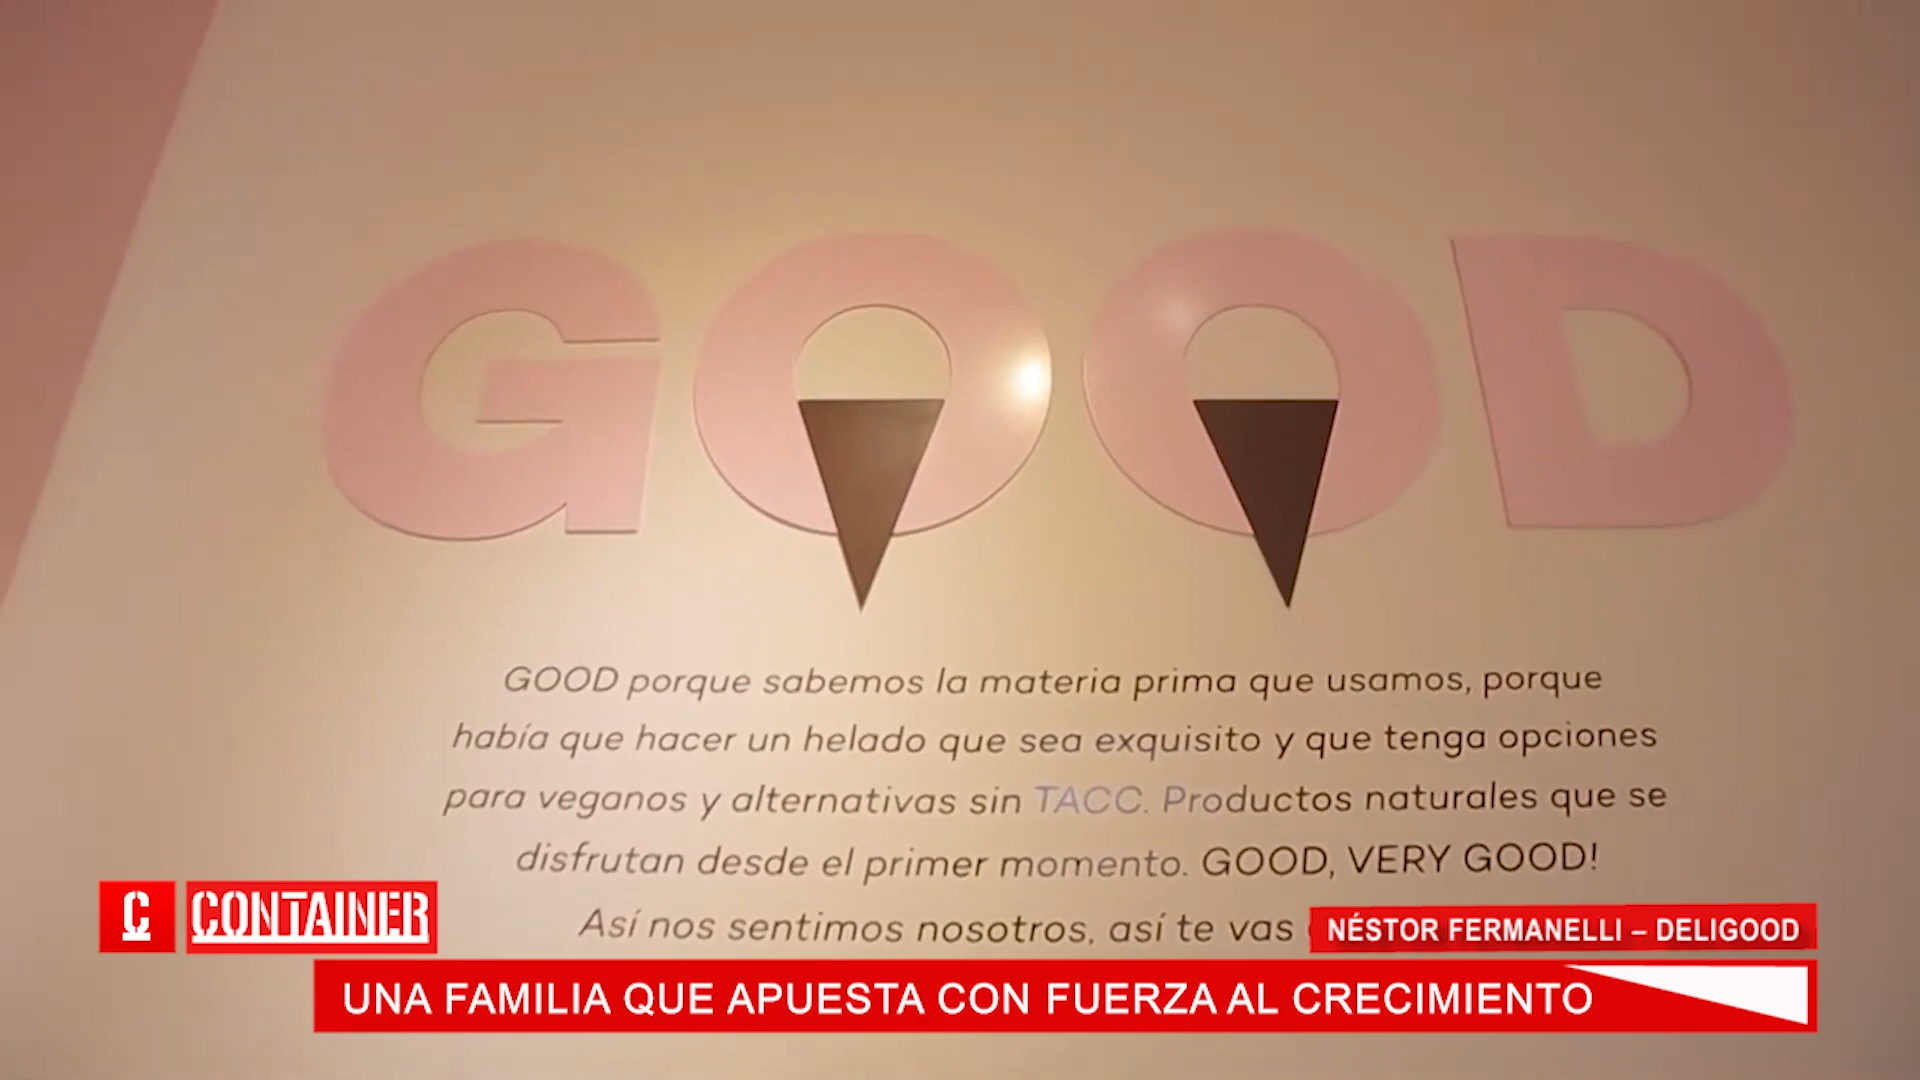 GOOD
GOOD porque sabemos la materia prima que usamos, porque
había que hacer un helado que sea exquisito y que tenga opciones
para veganos y alternativas sin TACC. Productos naturales que se
disfrutan desde el primer momento. GOOD, VERY GOOD!
Así nos sentimos nosotros, así te vas
C CONTAINER
NÉSTOR FERMANELLI – DELIGOOD
UNA FAMILIA QUE APUESTA CON FUERZA AL CRECIMIENTO